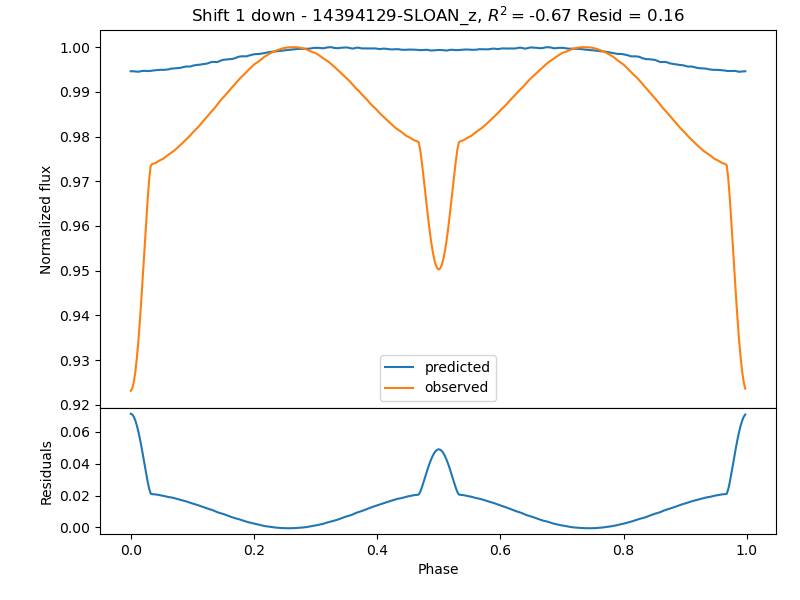 Shift 1 down - 14394129-SLOAN_z, R² = -0.67 Resid = 0.16
Normalized flux
1.00
0.99
0.98
0.97
0.96
0.95
0.94
0.93
0.92
predicted
observed
Residuals
0.06
0.04
0.02
0.00
0.0 0.2 0.4 0.6 0.8 1.0
Phase